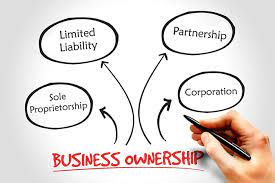 Limited
Liability
Partnership
Sole
Proprietorship
Corporation
BUSINESS OWNERSHIP